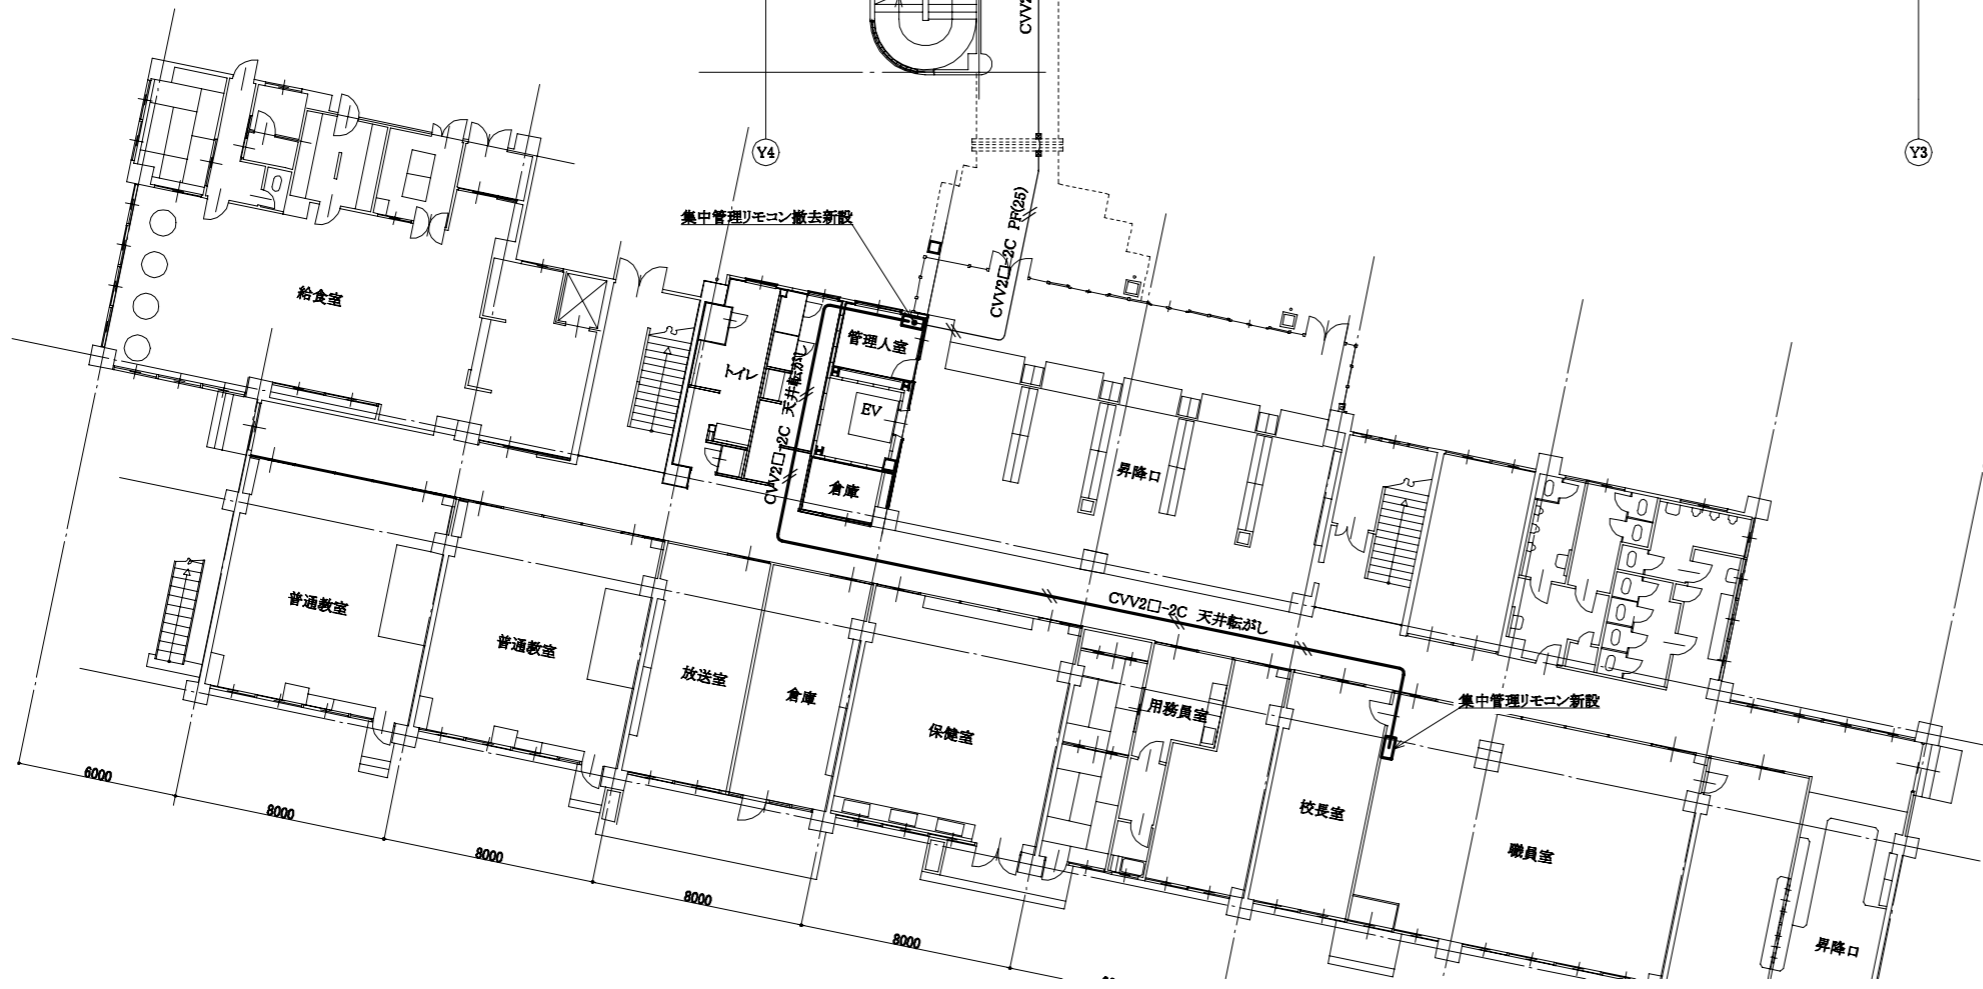 CVV2
Y4
Y3
集中管理リモコン撤去新設
CVV2□-2C PF(25)
給食室
管理人室
トイレ
CVV2□-2C 天井転がし
EV
倉庫
昇降口
普通教室
普通教室
放送室
倉庫
保健室
CVV2□-2C 天井転がし
用務員室
集中管理リモコン新設
校長室
職員室
昇降口
6000
8000
8000
8000
8000